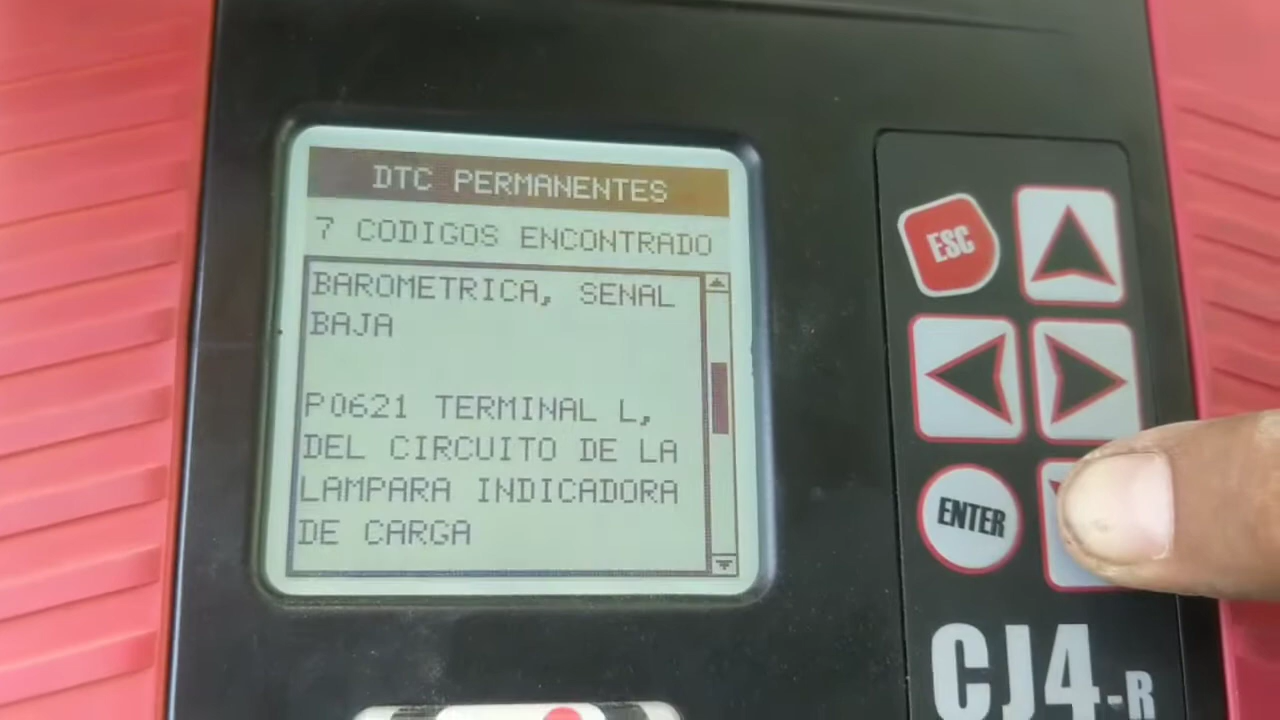 DTC PERMANENTES
7 CODIGOS ENCONTRADO
BAROMETRICA, SENAL
BAJA
P0621 TERMINAL L,
DEL CIRCUITO DE LA
LAMPARA INDICADORA
DE CARGA
ESC
ENTER
CJ4-R